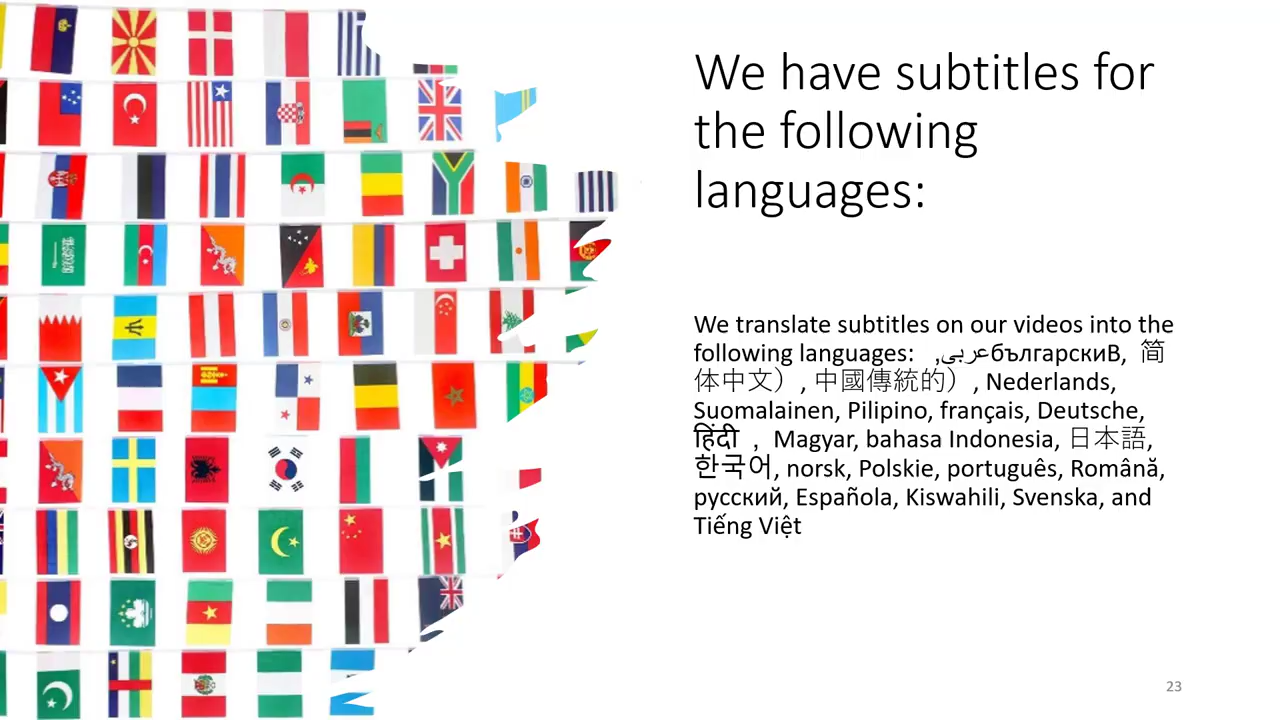 We have subtitles for
the following
languages:
We translate subtitles on our videos into the
following languages: عربى, българскиВ, 简
体中文）, 中國傳統的）, Nederlands,
Suomalainen, Pilipino, français, Deutsche,
हिंदी , Magyar, bahasa Indonesia, 日本語,
한국어, norsk, Polskie, português, Română,
русский, Española, Kiswahili, Svenska, and
Tiếng Việt
23